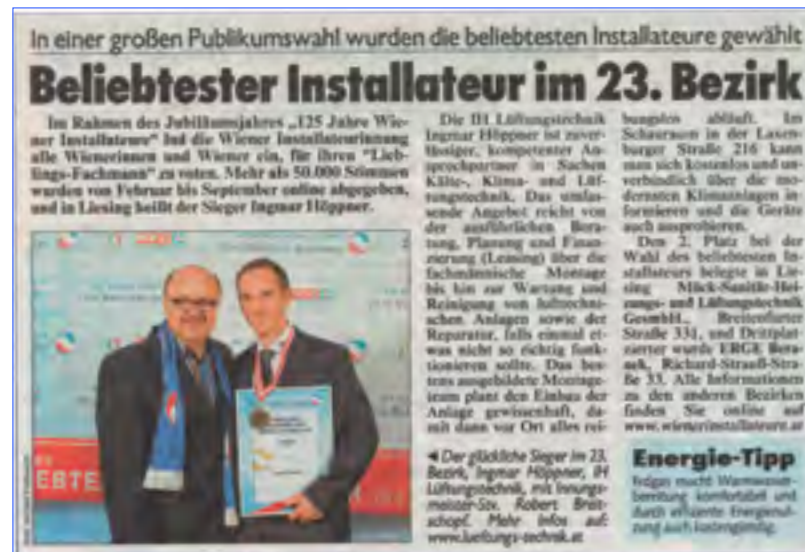 In einer großen Publikumswahl wurden die beliebtesten Installateure gewählt
Beliebtester Installateur im 23. Bezirk
Im Rahmen des Jubiläumsjahres „125 Jahre Wie-
ner Installateure“ lud die Wiener Installateurinnung
alle Wienerinnen und Wiener ein, für ihren "Lieb-
lings-Fachmann" zu voten. Mehr als 50.000 Stimmen
wurden von Februar bis September online abgegeben,
und in Liesing heißt der Sieger Ingmar Höppner.
Die IH Lüftungstechnik
Ingmar Höppner ist zuver-
lässiger, kompetenter An-
sprechpartner in Sachen
Kälte-, Klima- und Lüf-
tungstechnik. Das umfas-
sende Angebot reicht von
der ausführlichen Bera-
tung, Planung und Finan-
zierung (Leasing) über die
fachmännische Montage
bis hin zur Wartung und
Reinigung von lufttechni-
schen Anlagen sowie der
Reparatur, falls einmal et-
was nicht so richtig funk-
tionieren sollte. Das bes-
tens ausgebildete Montage-
team plant den Einbau der
Anlage gewissenhaft, da-
mit dann vor Ort alles rei-
bungslos abläuft. Im
Schauraum in der Laxen-
burger Straße 216 kann
man sich kostenlos und un-
verbindlich über die mo-
dernsten Klimaanlagen in-
formieren und die Geräte
auch ausprobieren.
Den 2. Platz bei der
Wahl des beliebtesten In-
stallateurs belegte in Lie-
sing Mück-Sanitär-Hei-
zungs- und Lüftungstechnik
GesmbH., Breitenfurter
Straße 331, und Drittplat-
zierter wurde ERGE
Richard-Strauß-Stra-
ße 33. Alle Informationen
zu den anderen Bezirken
finden Sie online auf
www.wienerinstallateure.at
◄ Der glückliche Sieger im 23.
Bezirk, Ingmar Höppner, IH
Lüftungstechnik, mit Innungs-
meister-Stv. Robert Breit-
schopf. Mehr Infos auf:
www.lueftungs-technik.at
Energie-Tipp
Erdgas macht Warmwasser-
bereitung komfortabel und
durch effiziente Energienut-
zung auch kostengünstig.